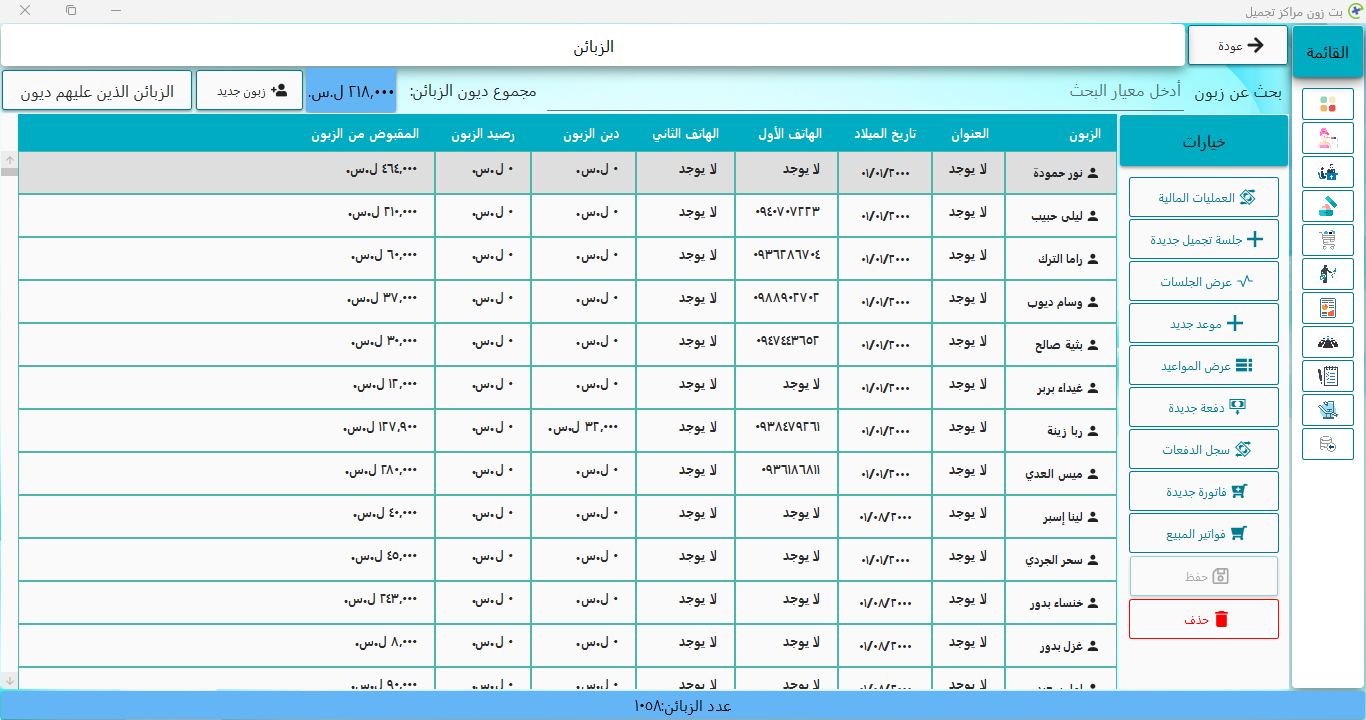 بت زون مراكز تجميل
القائمة
عودة
الزبائن
بحث عن زبون
أدخل معيار البحث
مجموع ديون الزبائن:
٢١٨,٠٠٠ ل.س.
زبون جديد
الزبائن الذين عليهم ديون
خيارات
العمليات المالية
جلسة تجميل جديدة
عرض الجلسات
موعد جديد
عرض المواعيد
دفعة جديدة
سجل الدفعات
فاتورة جديدة
فواتير المبيع
حفظ
حذف
الزبون العنوان تاريخ الميلاد الهاتف الأول الهاتف الثاني دين الزبون رصيد الزبون المقبوض من الزبون
نور حمودة لا يوجد ٠١/٠١/٢٠٠٠ لا يوجد لا يوجد ٠ ل.س. ٠ ل.س. ٤٦٤,٠٠٠ ل.س.
ليلى حبيب لا يوجد ٠١/٠١/٢٠٠٠ ٠٩٤٠٧٠٧٢٢٣ لا يوجد ٠ ل.س. ٠ ل.س. ٢١٠,٠٠٠ ل.س.
راما الترك لا يوجد ٠١/٠١/٢٠٠٠ ٠٩٣٦٢٨٦٧٠٤ لا يوجد ٠ ل.س. ٠ ل.س. ٦٠,٠٠٠ ل.س.
وسام ديوب لا يوجد ٠١/٠١/٢٠٠٠ ٠٩٨٨٩٠٢٧٠٢ لا يوجد ٠ ل.س. ٠ ل.س. ٣٧,٠٠٠ ل.س.
بثية صالح لا يوجد ٠١/٠١/٢٠٠٠ ٠٩٤٧٤٤٣٦٥٢ لا يوجد ٠ ل.س. ٠ ل.س. ٣٠,٠٠٠ ل.س.
غيداء بربر لا يوجد ٠١/٠١/٢٠٠٠ لا يوجد لا يوجد ٠ ل.س. ٠ ل.س. ١٢,٠٠٠ ل.س.
ربا زينة لا يوجد ٠١/٠١/٢٠٠٠ ٠٩٣٨٤٧٩٢٦١ لا يوجد ٣٢,٠٠٠ ل.س. ٠ ل.س. ١٢٧,٩٠٠ ل.س.
ميس العدي لا يوجد ٠١/٠١/٢٠٠٠ ٠٩٣٦١٨٦٨١١ لا يوجد ٠ ل.س. ٠ ل.س. ٢٨٠,٠٠٠ ل.س.
لينا إسبر لا يوجد ٠١/٠٨/٢٠٠٠ لا يوجد لا يوجد ٠ ل.س. ٠ ل.س. ٤٠,٠٠٠ ل.س.
سحر الجردي لا يوجد ٠١/٠١/٢٠٠٠ لا يوجد لا يوجد ٠ ل.س. ٠ ل.س. ٤٥,٠٠٠ ل.س.
خنساء بدور لا يوجد ٠١/٠٨/٢٠٠٠ لا يوجد لا يوجد ٠ ل.س. ٠ ل.س. ٢٤٣,٠٠٠ ل.س.
غزل بدور لا يوجد ٠١/٠٨/٢٠٠٠ لا يوجد لا يوجد ٠ ل.س. ٠ ل.س. ٨,٠٠٠ ل.س.
لا يوجد ٠١/٠٨/٢٠٠٠ لا يوجد لا يوجد ٠ ل.س. ٠ ل.س. ٩٠,٠٠٠ ل.س.
عدد الزبائن:١٠٥٨